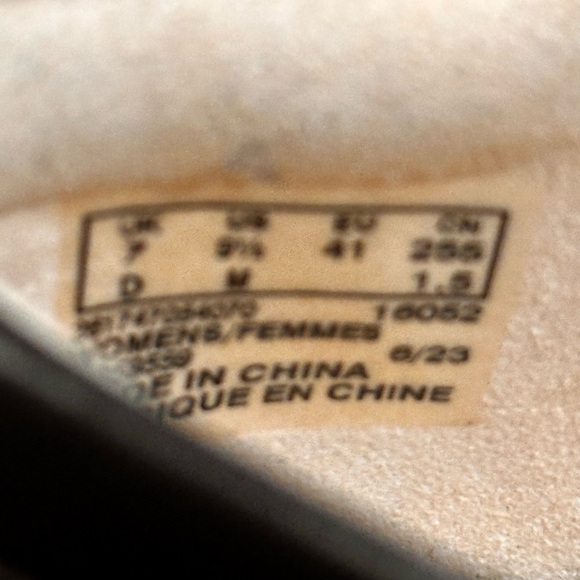 UK US EU CN
7 9½ 41 255
D M 1.5
16052
WOMENS/FEMMES
6/23
DE IN CHINA
IQUE EN CHINE